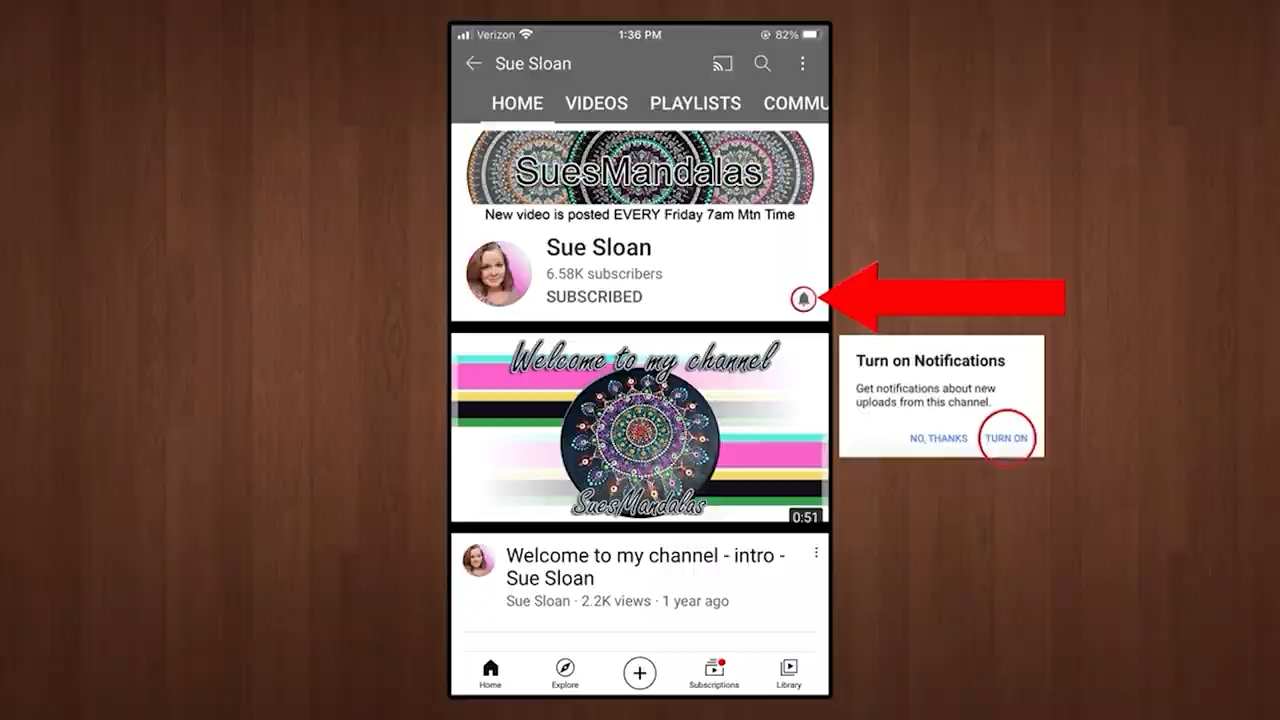 Verizon 1:36 PM 82%
Sue Sloan
HOME VIDEOS PLAYLISTS COMMU
SuesMandalas
New video is posted EVERY Friday 7am Mtn Time
Sue Sloan
6.58K subscribers
SUBSCRIBED
Turn on Notifications
Get notifications about new
uploads from this channel.
NO, THANKS TURN ON
Welcome to my channel
SuesMandalas
0:51
Welcome to my channel - intro -
Sue Sloan
Sue Sloan · 2.2K views · 1 year ago
Home Explore Subscriptions Library